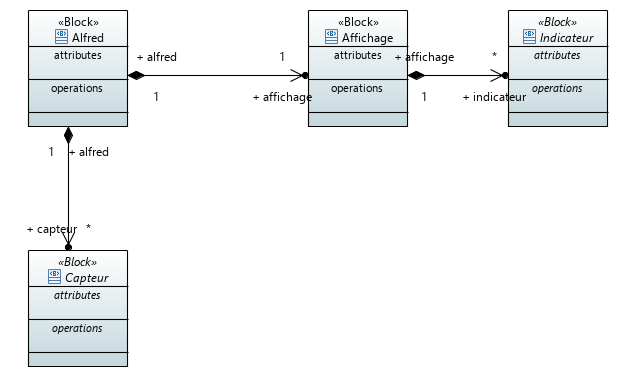 «Block»
Alfred
attributes
operations
+ alfred
1
1
+ affichage
«Block»
Affichage
attributes
operations
+ affichage
*
1
+ indicateur
«Block»
Indicateur
attributes
operations
1
+ alfred
+ capteur
*
«Block»
Capteur
attributes
operations